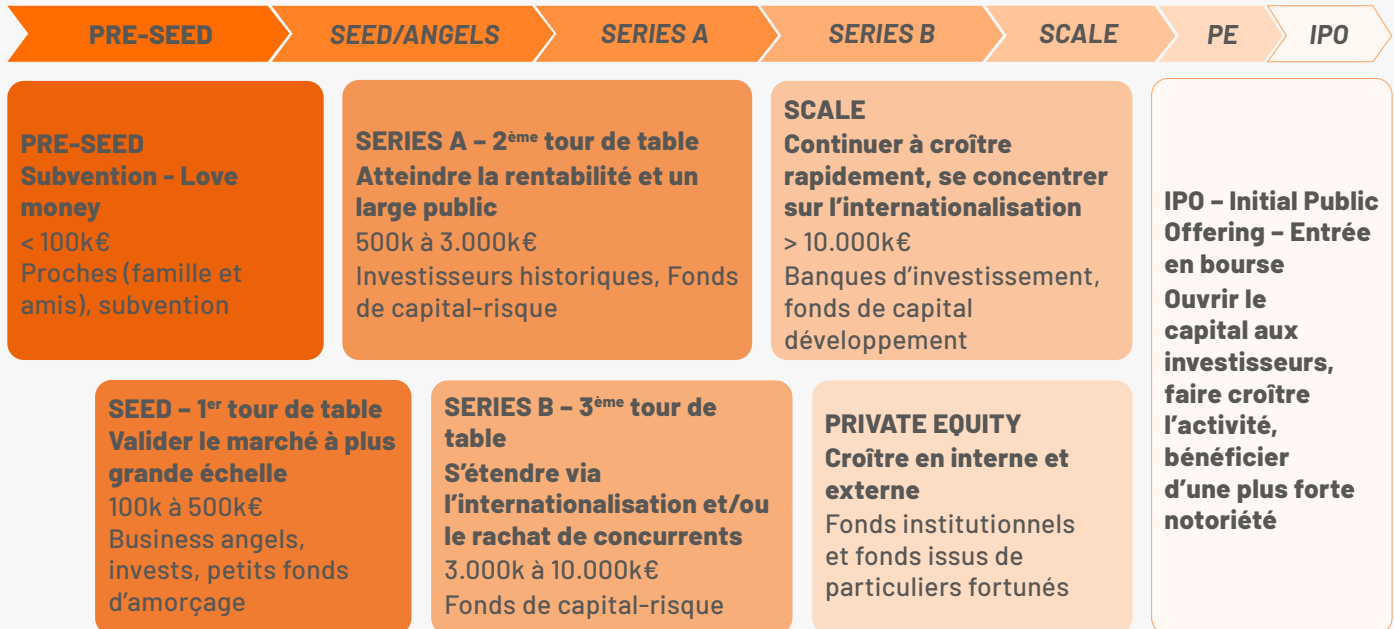 PRE-SEED
SEED/ANGELS
SERIES A
SERIES B
SCALE
PE
IPO
PRE-SEED
Subvention - Love
money
< 100k€
Proches (famille et
amis), subvention
SEED – 1er tour de table
Valider le marché à plus
grande échelle
100k à 500k€
Business angels,
invests, petits fonds
d’amorçage
SERIES A – 2ème tour de table
Atteindre la rentabilité et un
large public
500k à 3.000k€
Investisseurs historiques, Fonds
de capital-risque
SERIES B – 3ème tour de
table
S’étendre via
l’internationalisation et/ou
le rachat de concurrents
3.000k à 10.000k€
Fonds de capital-risque
SCALE
Continuer à croître
rapidement, se concentrer
sur l’internationalisation
> 10.000k€
Banques d’investissement,
fonds de capital
développement
PRIVATE EQUITY
Croître en interne et
externe
Fonds institutionnels
et fonds issus de
particuliers fortunés
IPO – Initial Public
Offering – Entrée
en bourse
Ouvrir le
capital aux
investisseurs,
faire croître
l’activité,
bénéficier
d’une plus forte
notoriété